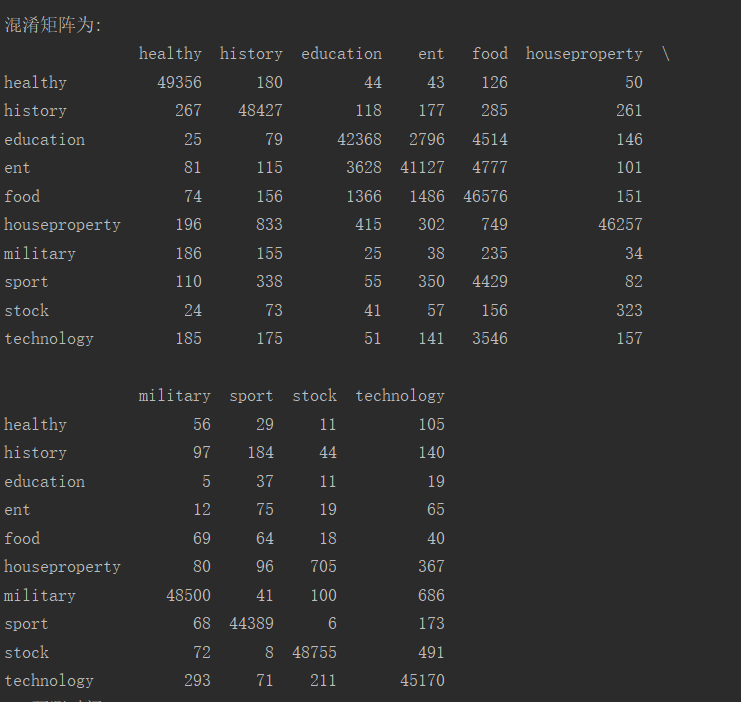 混淆矩阵为:
healthy history education ent food houseproperty \
healthy 49356 180 44 43 126 50
history 267 48427 118 177 285 261
education 25 79 42368 2796 4514 146
ent 81 115 3628 41127 4777 101
food 74 156 1366 1486 46576 151
houseproperty 196 833 415 302 749 46257
military 186 155 25 38 235 34
sport 110 338 55 350 4429 82
stock 24 73 41 57 156 323
technology 185 175 51 141 3546 157
military sport stock technology
healthy 56 29 11 105
history 97 184 44 140
education 5 37 11 19
ent 12 75 19 65
food 69 64 18 40
houseproperty 80 96 705 367
military 48500 41 100 686
sport 68 44389 6 173
stock 72 8 48755 491
technology 293 71 211 45170